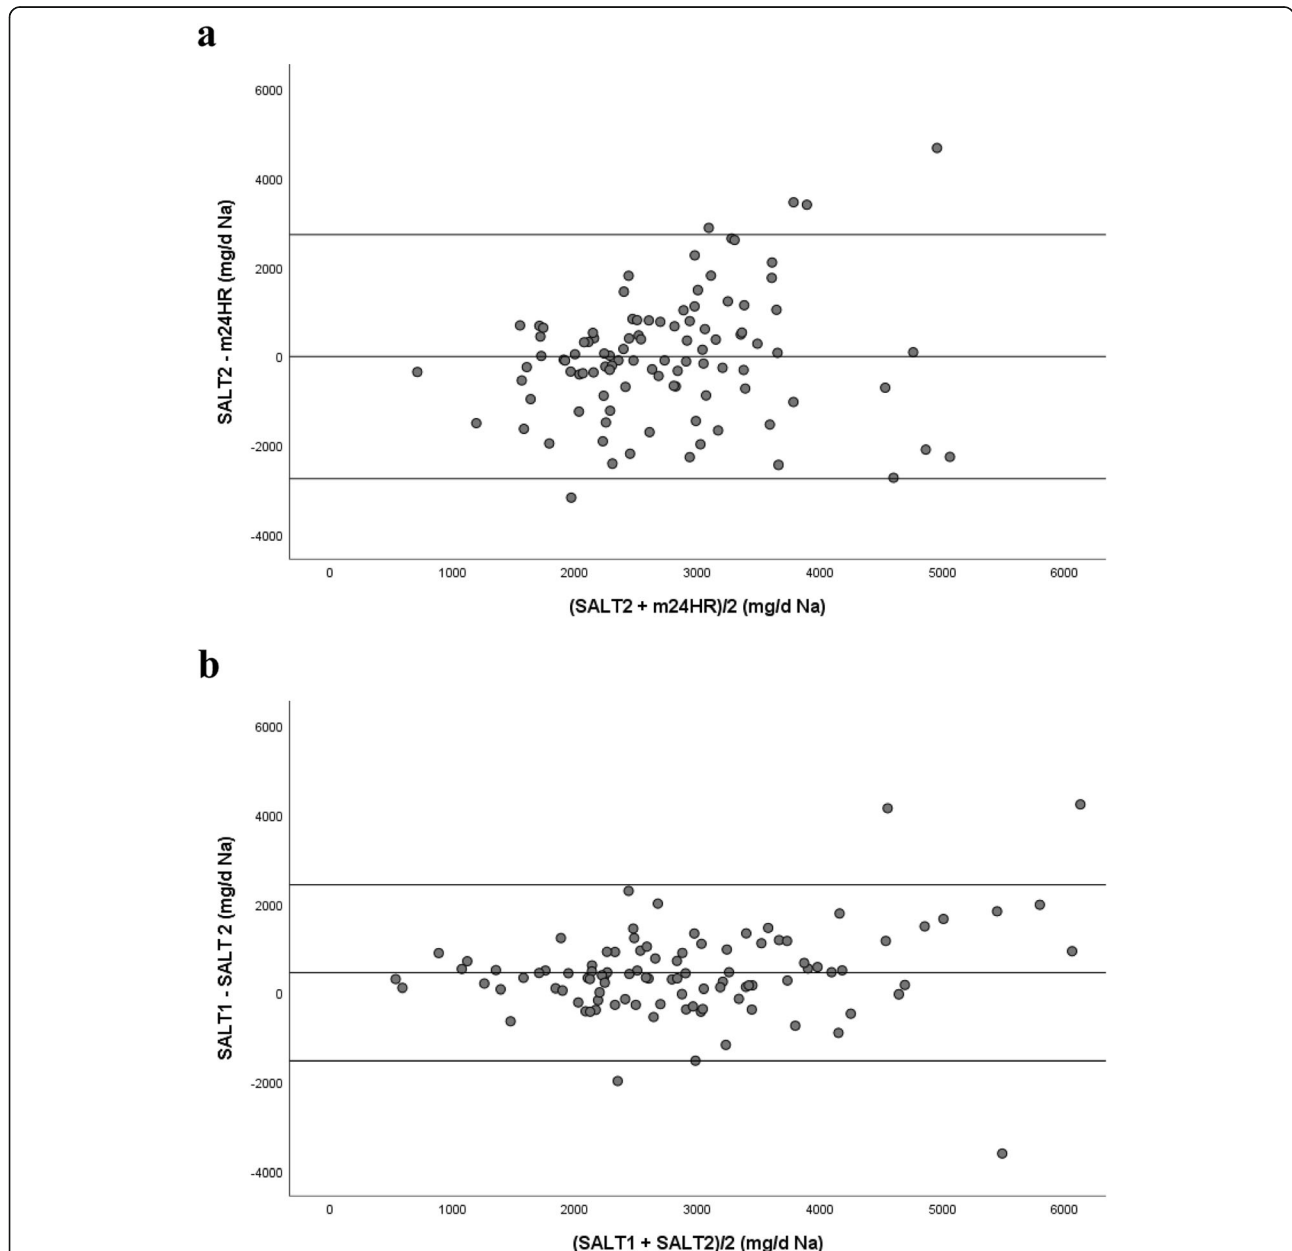 a
6000
4000
2000
0
-2000
-4000
SALT2 - m24HR (mg/d Na)
0 1000 2000 3000 4000 5000 6000
(SALT2 + m24HR)/2 (mg/d Na)
b
6000
4000
2000
0
-2000
-4000
SALT1 - SALT 2 (mg/d Na)
0 1000 2000 3000 4000 5000 6000
(SALT1 + SALT2)/2 (mg/d Na)